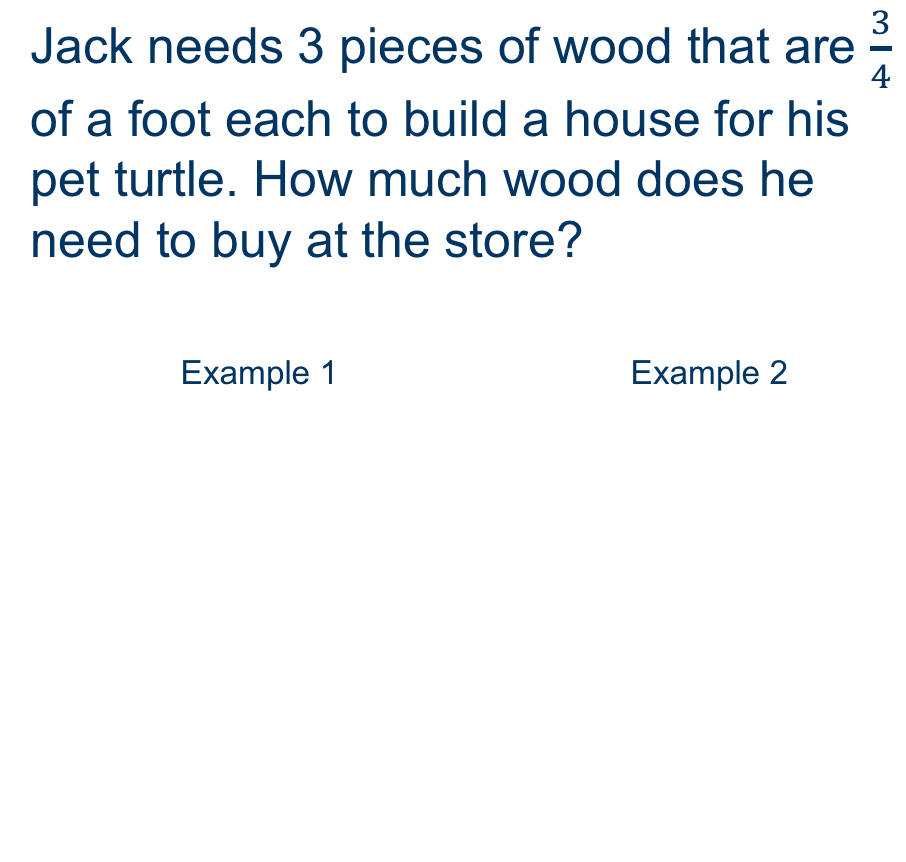 Jack needs 3 pieces of wood that are 3/4
of a foot each to build a house for his
pet turtle. How much wood does he
need to buy at the store?
Example 1 Example 2